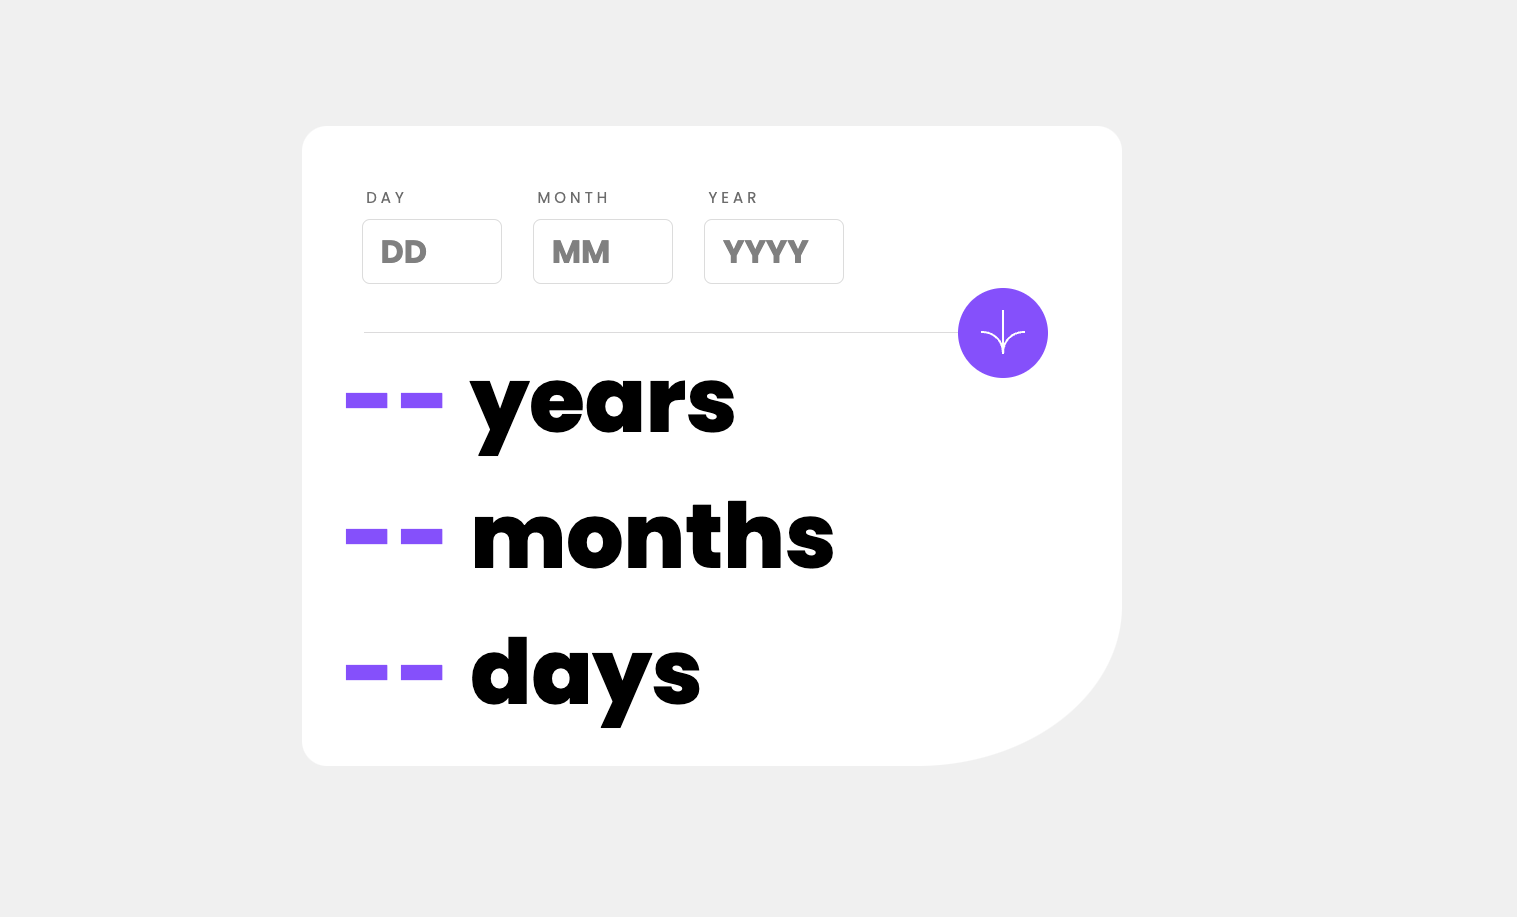 DAY MONTH YEAR
DD MM YYYY
-- years
-- months
-- days